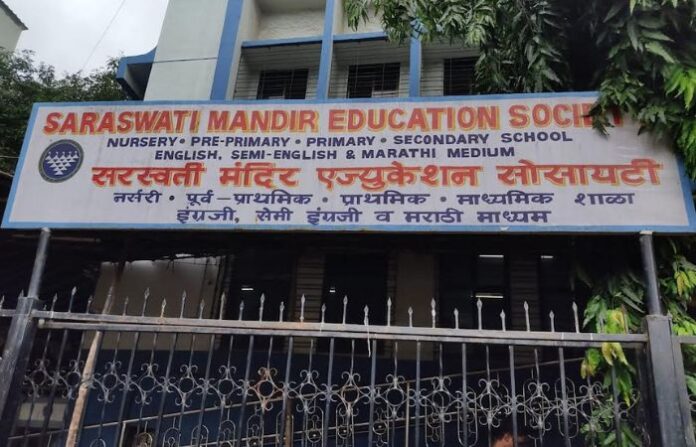 SARASWATI MANDIR EDUCATION SOCIET
NURSERY • PRE-PRIMARY • PRIMARY • SECONDARY SCHOOL
ENGLISH, SEMI-ENGLISH & MARATHI MEDIUM
सरस्वती मंदिर एज्युकेशन सोसायटी
नर्सरी • पूर्व-प्राथमिक • प्राथमिक • माध्यमिक शाळा
इंग्रजी, सेमी इंग्रजी व मराठी माध्यम